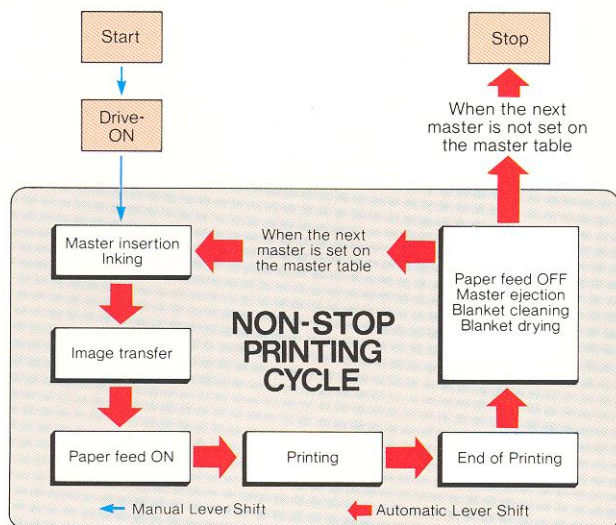 Start
Stop
Drive-
ON
When the next
master is not set on
the master table
Master insertion
Inking
When the next
master is set on
the master table
Paper feed OFF
Master ejection
Blanket cleaning
Blanket drying
Image transfer
NON-STOP
PRINTING
CYCLE
Paper feed ON
Printing
End of Printing
Manual Lever Shift
Automatic Lever Shift